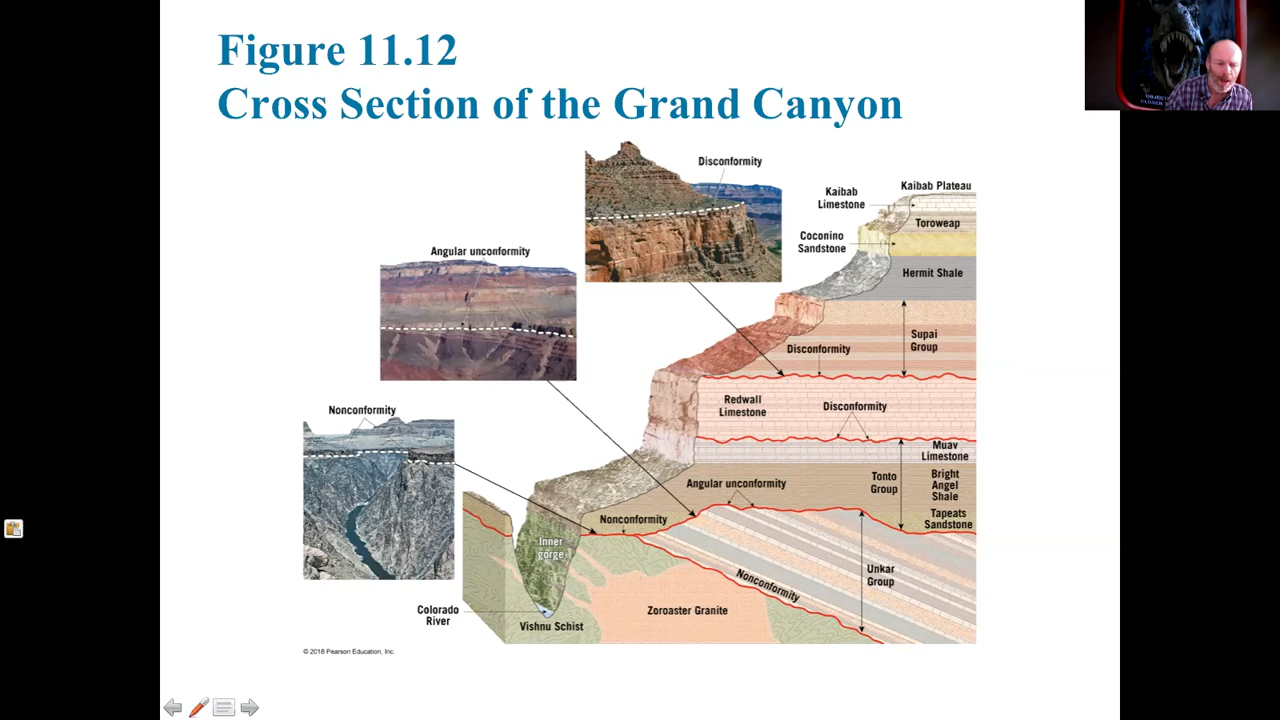 Figure 11.12
Cross Section of the Grand Canyon
Disconformity
Kaibab Plateau
Kaibab
Limestone
Toroweap
Coconino
Sandstone
Angular unconformity
Hermit Shale
Supai
Group
Disconformity
Redwall
Limestone
Disconformity
Nonconformity
Muav
Limestone
Tonto
Group
Bright
Angel
Shale
Angular unconformity
Tapeats
Sandstone
Nonconformity
Inner
gorge
Unkar
Group
Nonconformity
Colorado
River
Zoroaster Granite
Vishnu Schist
© 2018 Pearson Education, Inc.